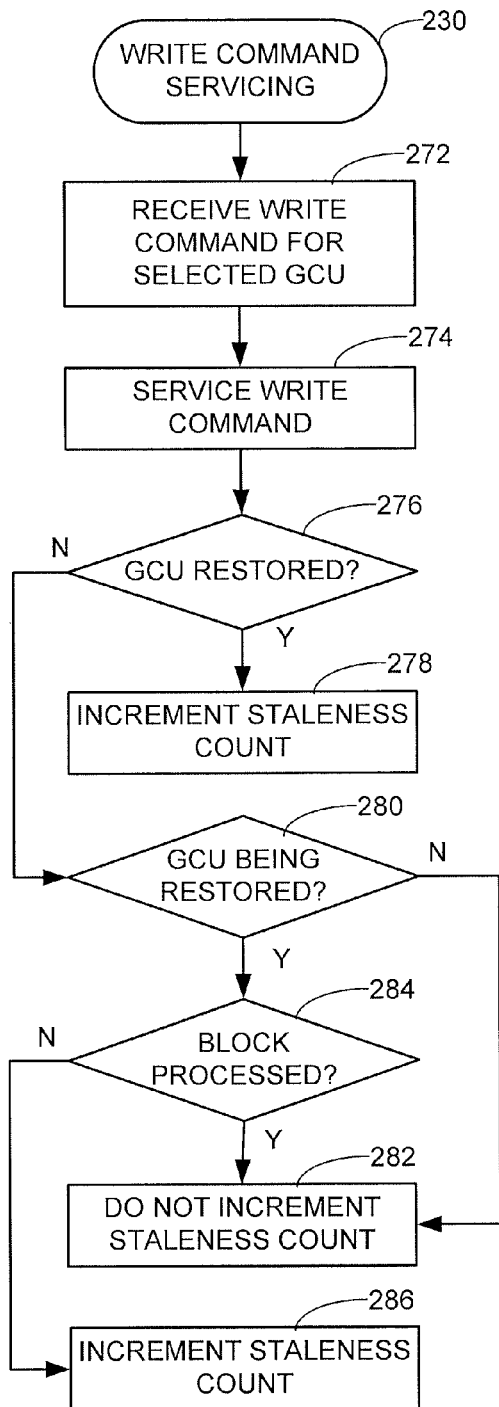 230
WRITE COMMAND
SERVICING
272
RECEIVE WRITE
COMMAND FOR
SELECTED GCU
274
SERVICE WRITE
COMMAND
276
N
GCU RESTORED?
Y
278
INCREMENT STALENESS
COUNT
280
N
GCU BEING
RESTORED?
Y
284
N
BLOCK
PROCESSED?
Y
282
DO NOT INCREMENT
STALENESS COUNT
286
INCREMENT STALENESS
COUNT